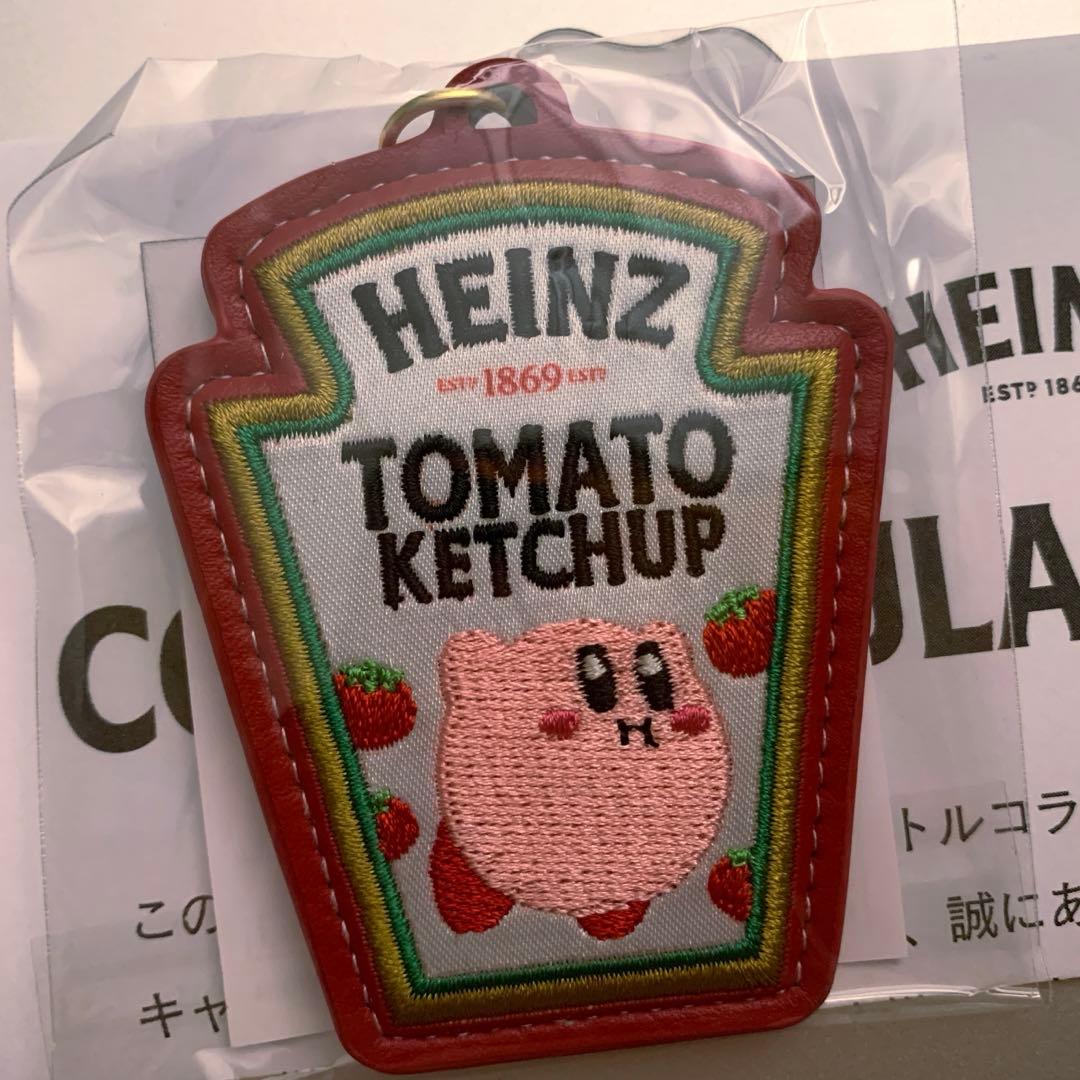 HEINZ
ESTD 1869 ESTD
TOMATO
KETCHUP
HEIN
ESTD 186
CO
ULA
トルコラ
この
、誠にあ
キャ